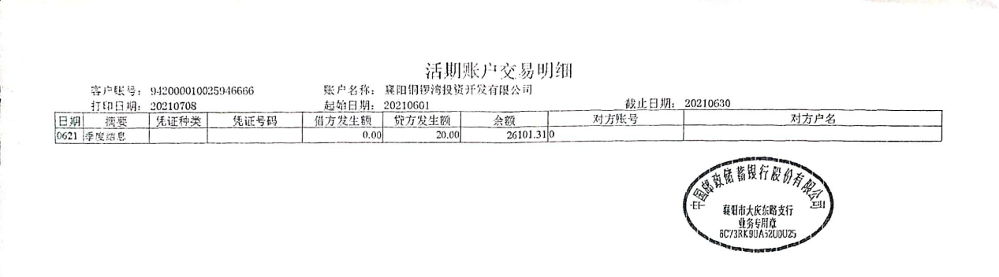 活期账户交易明细
客户账号： 942000010025946666 账户名称： 襄阳铜锣湾投资开发有限公司
打印日期： 20210708 起始日期： 20210601 截止日期： 20210630
日期 摘要 凭证种类 凭证号码 借方发生额 贷方发生额 余额 对方账号 对方户名
0621 季度结息 0.00 20.00 26101.31 0
中国邮政储蓄银行股份有限公司
襄阳市大庆东路支行
业务专用章